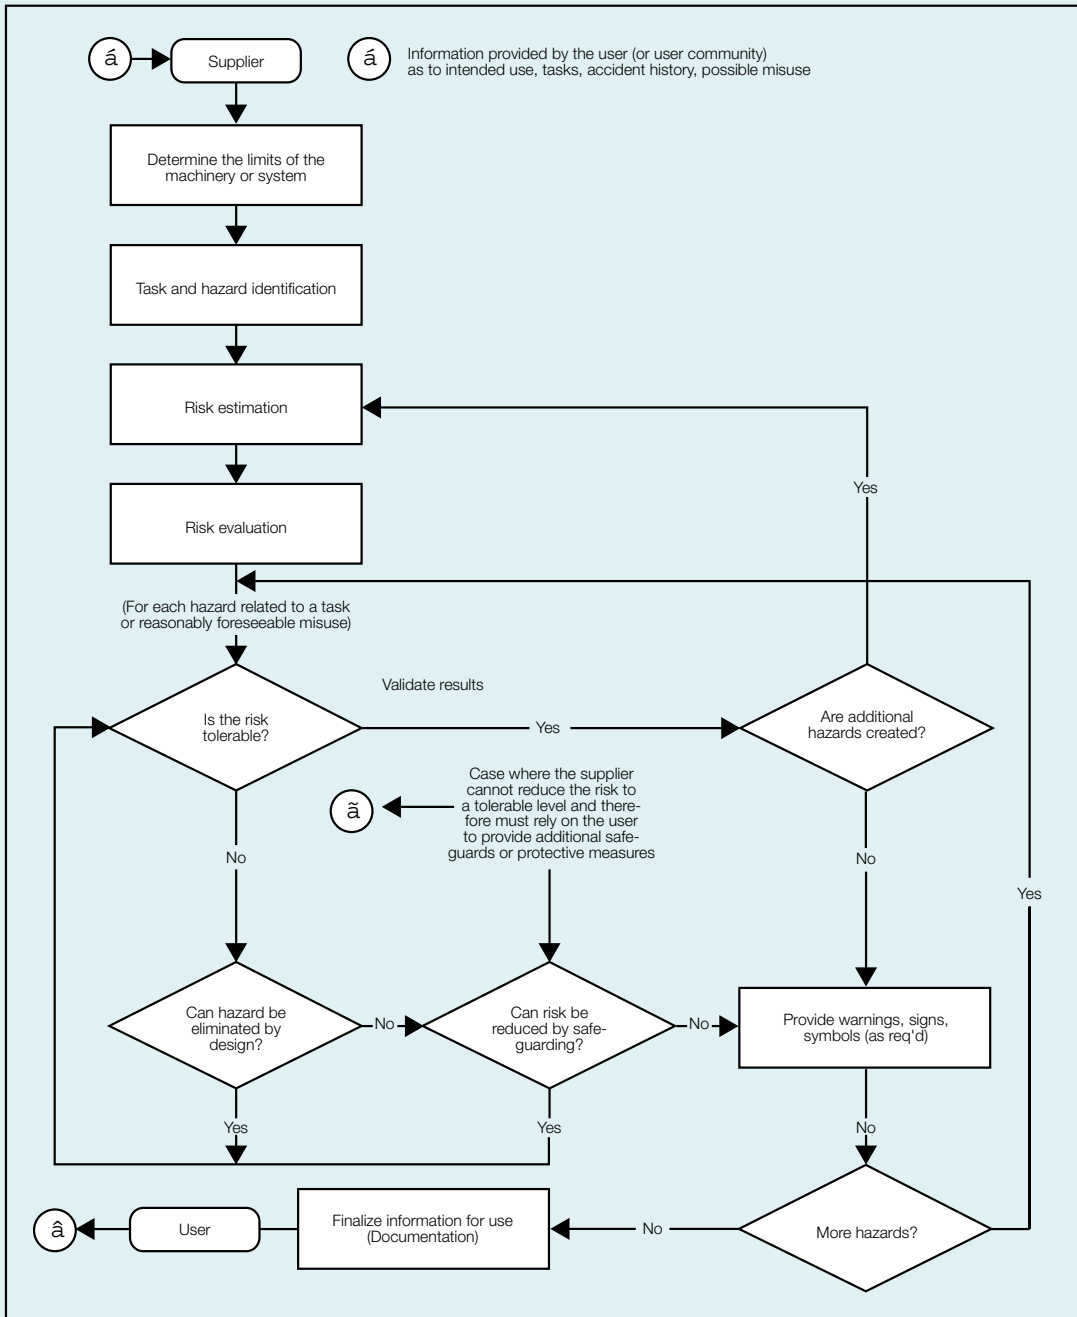 á
Supplier
á
Information provided by the user (or user community)
as to intended use, tasks, accident history, possible misuse
Determine the limits of the
machinery or system
Task and hazard identification
Risk estimation
Yes
Risk evaluation
(For each hazard related to a task
or reasonably foreseeable misuse)
Validate results
Is the risk
tolerable?
Yes
Are additional
hazards created?
Case where the supplier
cannot reduce the risk to
a tolerable level and there-
fore must rely on the user
to provide additional safe-
guards or protective measures
ã
No
No
Yes
Can hazard be
eliminated by
design?
No
Can risk be
reduced by safe-
guarding?
No
Provide warnings, signs,
symbols (as req'd)
Yes
Yes
No
â
User
Finalize information for use
(Documentation)
No
More hazards?